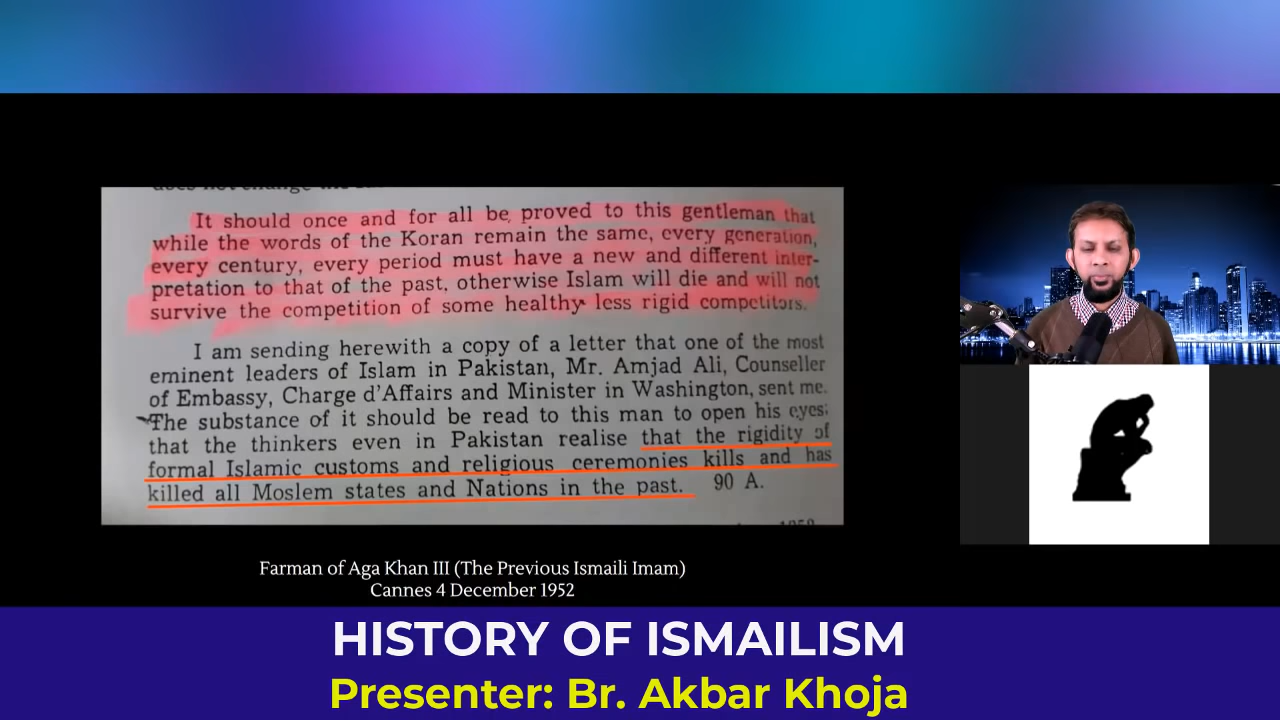 It should once and for all be proved to this gentleman that
while the words of the Koran remain the same, every generation,
every century, every period must have a new and different inter-
pretation to that of the past, otherwise Islam will die and will not
survive the competition of some healthy less rigid competitors.
I am sending herewith a copy of a letter that one of the most
eminent leaders of Islam in Pakistan, Mr. Amjad Ali, Counseller
of Embassy, Charge d'Affairs and Minister in Washington, sent me.
The substance of it should be read to this man to open his eyes;
that the thinkers even in Pakistan realise that the rigidity of
formal Islamic customs and religious ceremonies kills and has
killed all Moslem states and Nations in the past. 90 A.
Farman of Aga Khan III (The Previous Ismaili Imam)
Cannes 4 December 1952
HISTORY OF ISMAILISM
Presenter: Br. Akbar Khoja